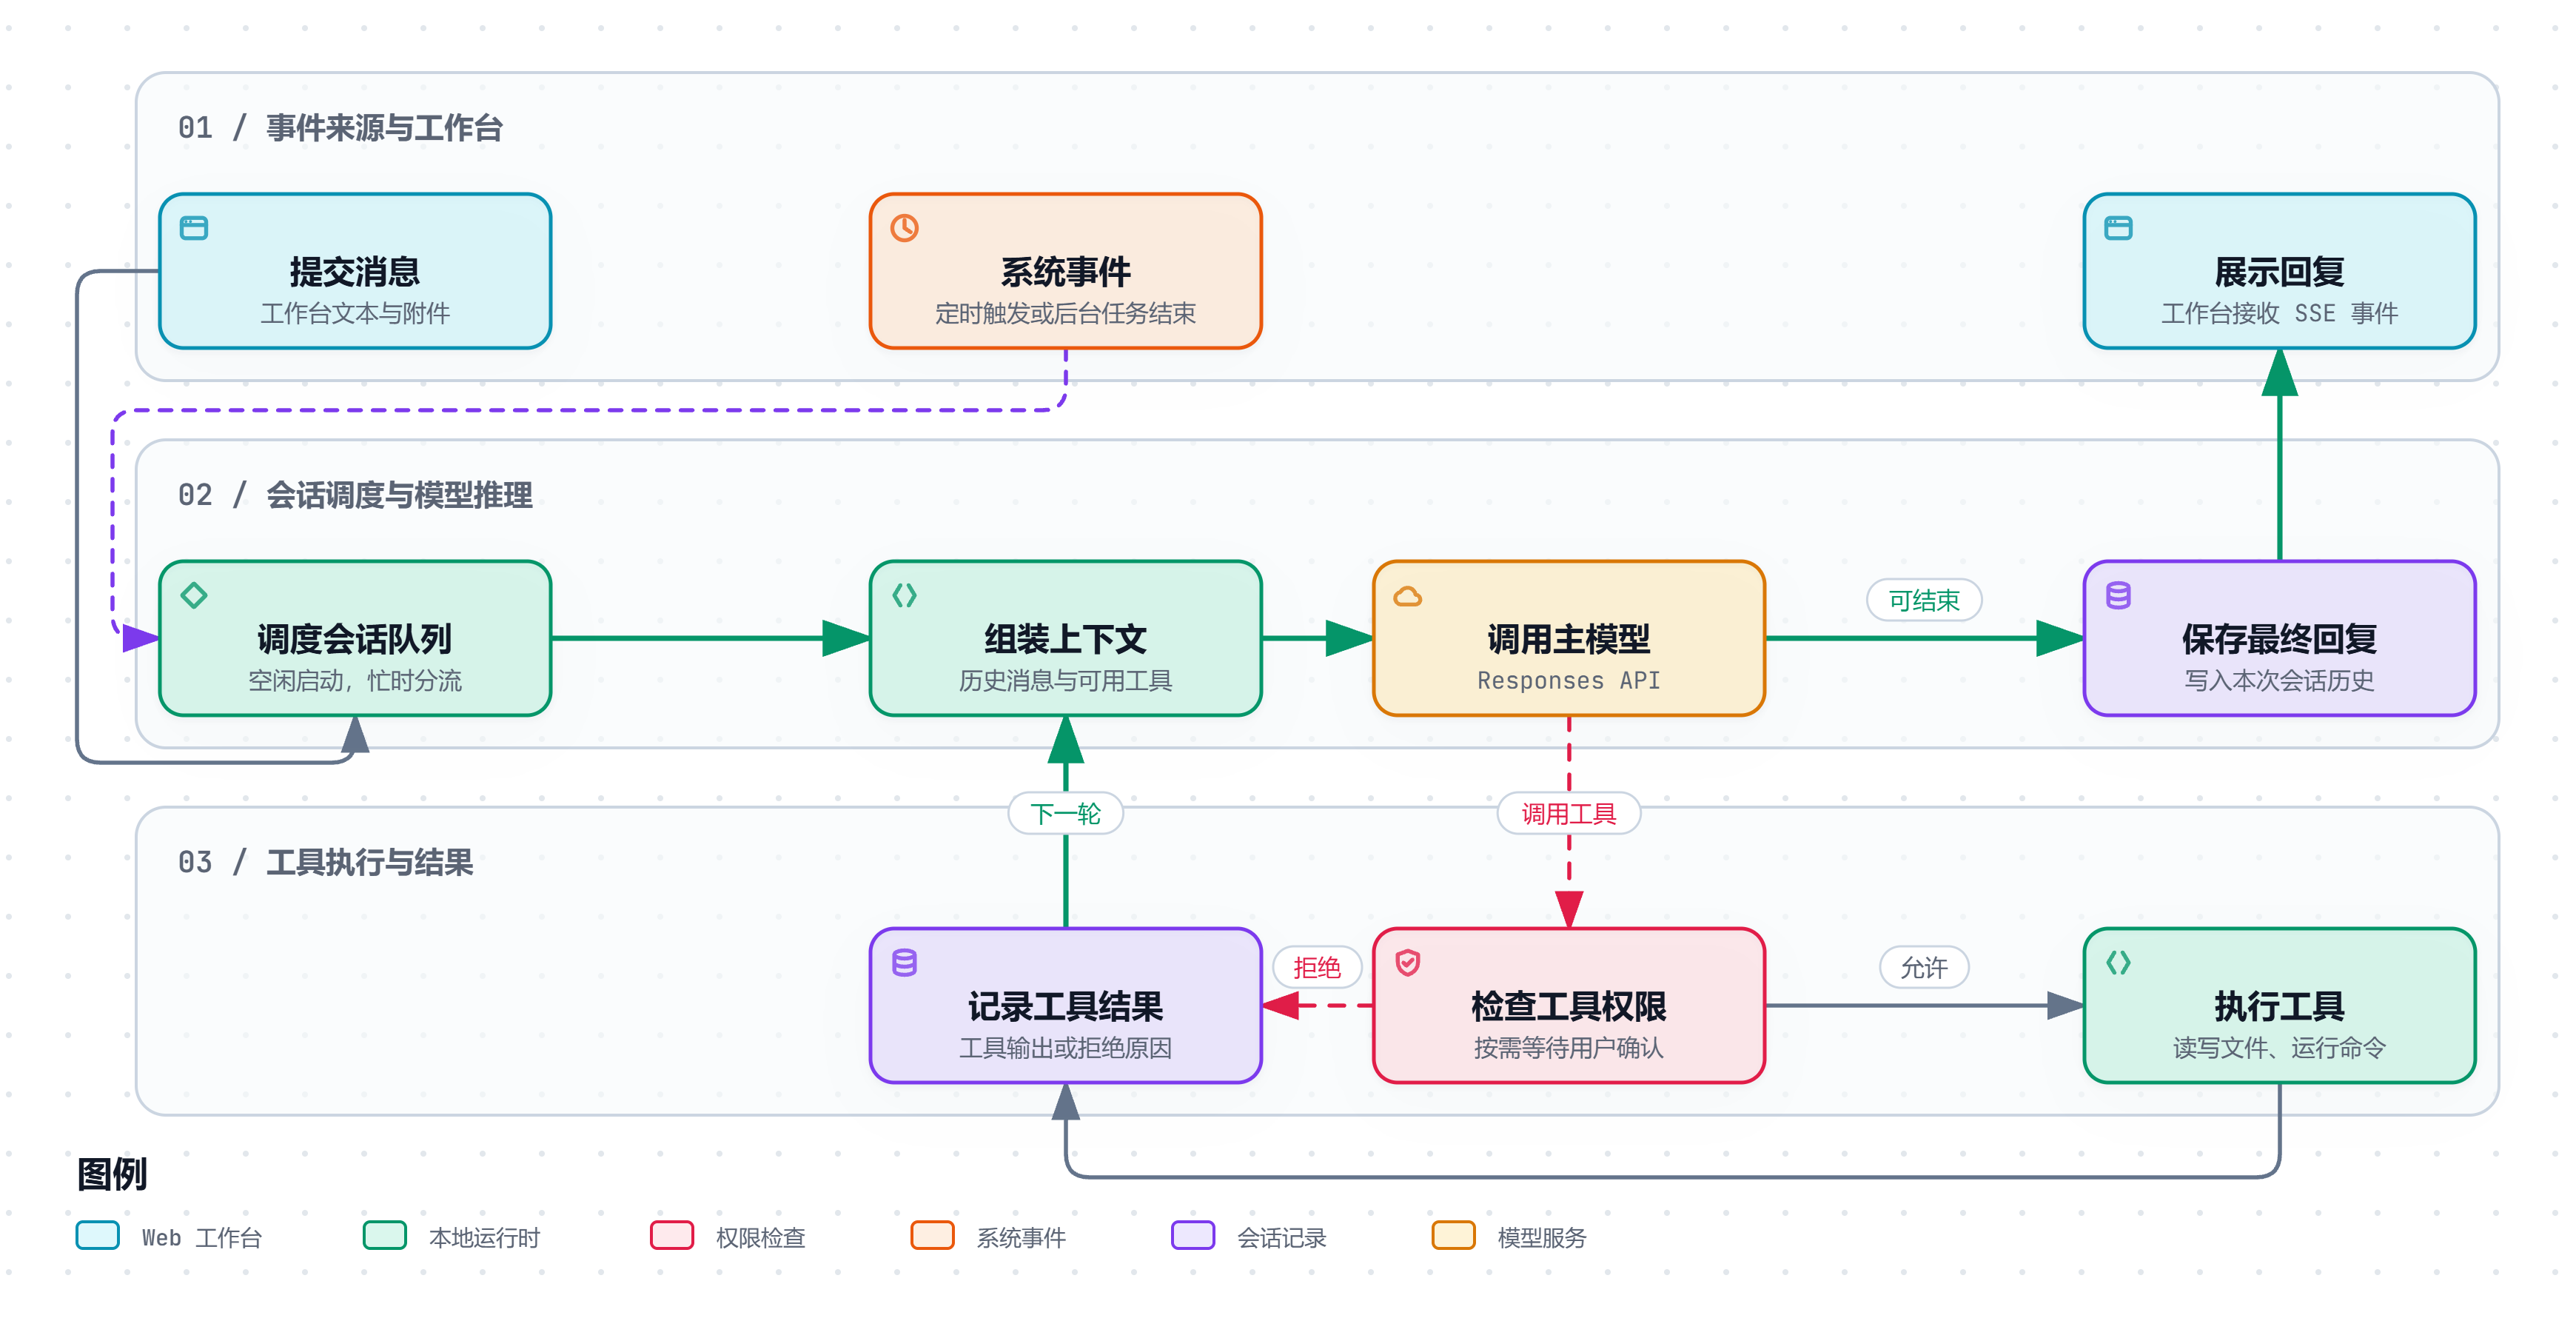 01 / 事件来源与工作台
提交消息
工作台文本与附件
系统事件
定时触发或后台任务结束
展示回复
工作台接收 SSE 事件
02 / 会话调度与模型推理
调度会话队列
空闲启动，忙时分流
组装上下文
历史消息与可用工具
调用主模型
Responses API
可结束
保存最终回复
写入本次会话历史
下一轮
调用工具
03 / 工具执行与结果
记录工具结果
工具输出或拒绝原因
拒绝
检查工具权限
按需等待用户确认
允许
执行工具
读写文件、运行命令
图例
Web 工作台
本地运行时
权限检查
系统事件
会话记录
模型服务